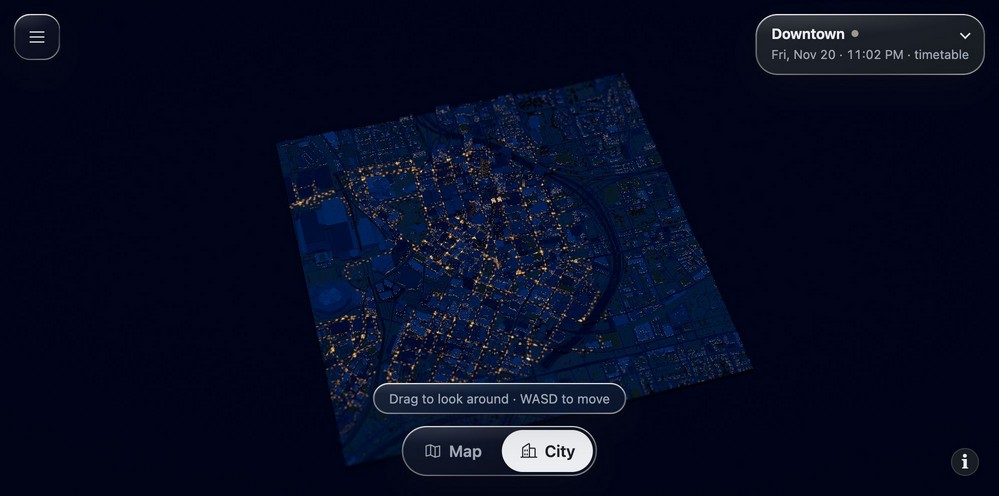 Downtown
Fri, Nov 20 · 11:02 PM · timetable
Drag to look around · WASD to move
Map
City